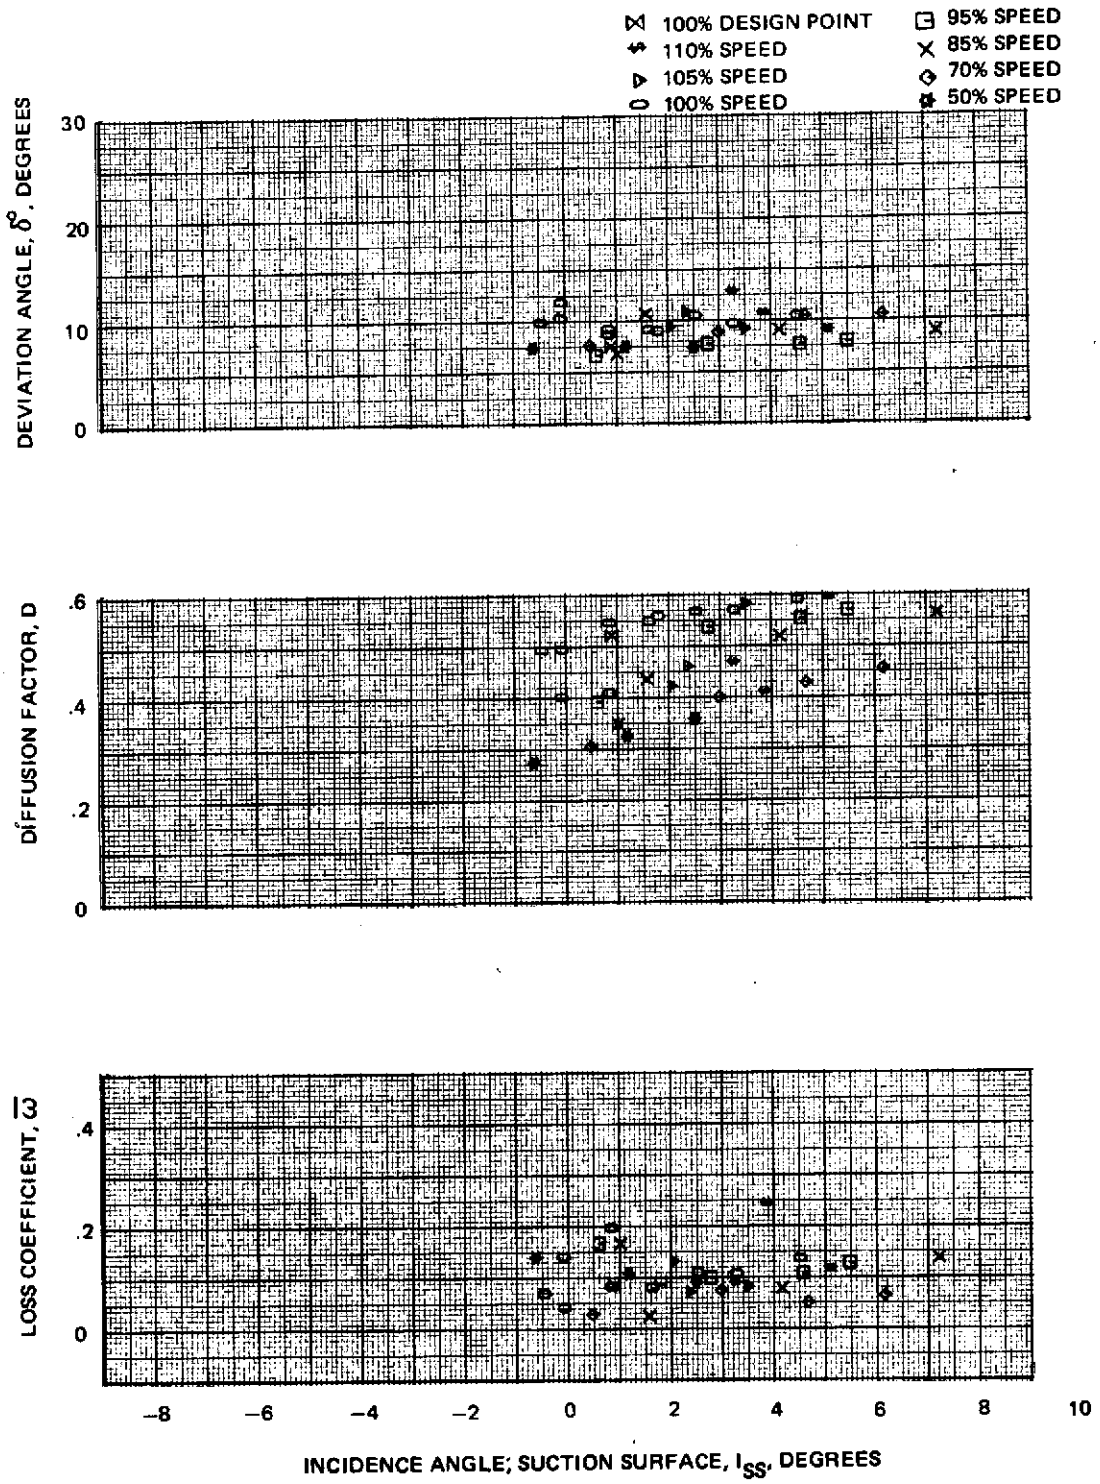 100% DESIGN POINT
110% SPEED
105% SPEED
100% SPEED
95% SPEED
85% SPEED
70% SPEED
50% SPEED
DEVIATION ANGLE, δ°, DEGREES
30
20
10
0
DIFFUSION FACTOR, D
.6
.4
.2
0
LOSS COEFFICIENT, ω̅
.4
.2
0
−8 −6 −4 −2 0 2 4 6 8 10
INCIDENCE ANGLE; SUCTION SURFACE, ISS, DEGREES